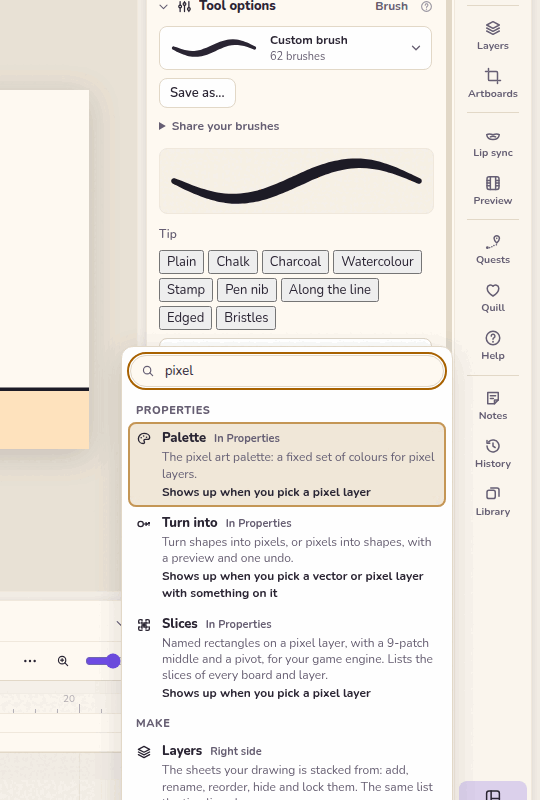 Tool options
Brush
Custom brush
62 brushes
Save as...
Share your brushes
Tip
Plain
Chalk
Charcoal
Watercolour
Stamp
Pen nib
Along the line
Edged
Bristles
pixel
PROPERTIES
Palette In Properties
The pixel art palette: a fixed set of colours for pixel
layers.
Shows up when you pick a pixel layer
Turn into In Properties
Turn shapes into pixels, or pixels into shapes, with
a preview and one undo.
Shows up when you pick a vector or pixel layer
with something on it
Slices In Properties
Named rectangles on a pixel layer, with a 9-patch
middle and a pivot, for your game engine. Lists the
slices of every board and layer.
Shows up when you pick a pixel layer
MAKE
Layers Right side
The sheets your drawing is stacked from: add,
rename, reorder, hide and lock them. The same list
20
Layers
Artboards
Lip sync
Preview
Quests
Quill
Help
Notes
History
Library